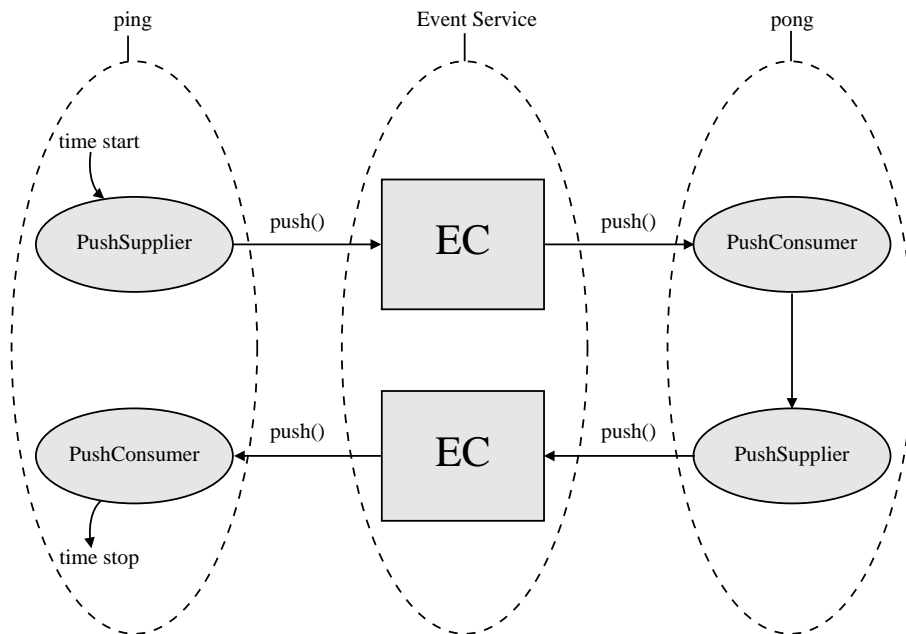 ping
Event Service
pong
time start
PushSupplier
push()
EC
push()
PushConsumer
PushConsumer
push()
EC
push()
PushSupplier
time stop